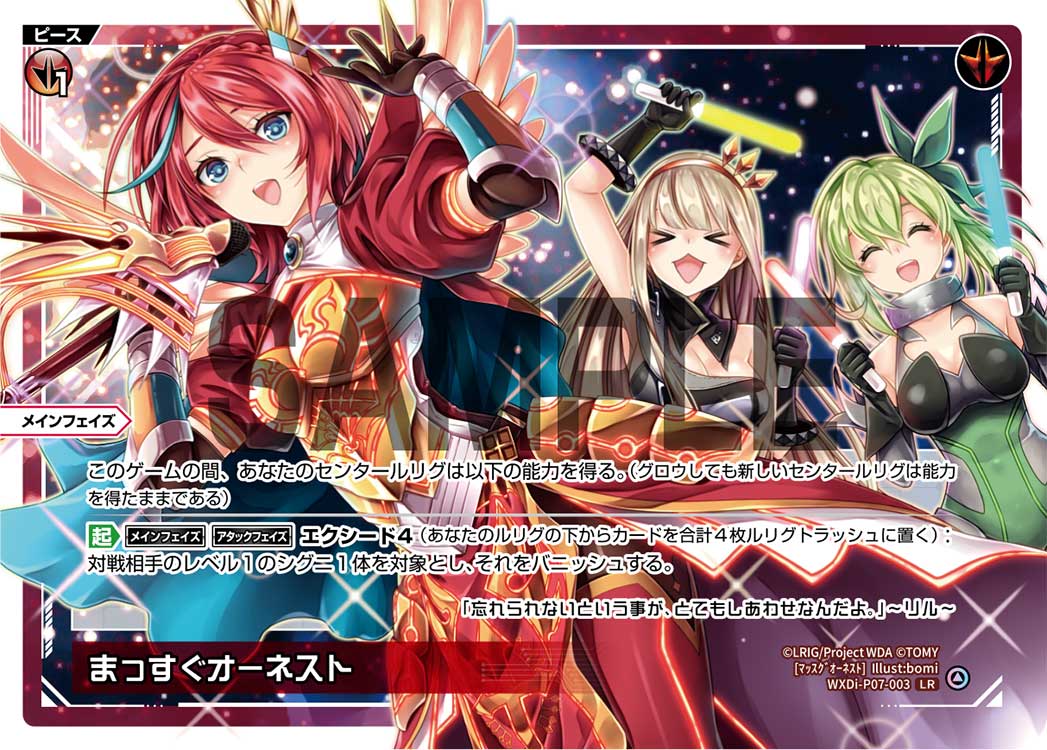 ピース
1
メインフェイズ
SAMPLE
このゲームの間、あなたのセンタールリグは以下の能力を得る。（グロウしても新しいセンタールリグは能力
を得たままである）
起 メインフェイズ アタックフェイズ エクシード4（あなたのルリグの下からカードを合計4枚ルリグトラッシュに置く）：
対戦相手のレベル1のシグニ1体を対象とし、それをバニッシュする。
「忘れられないという事が、とてもしあわせなんだよ。」～リル～
まっすぐオーネスト
©LRIG/Project WDA ©TOMY
[マッスグオーネスト] Illust:bomi
WXDi-P07-003 LR